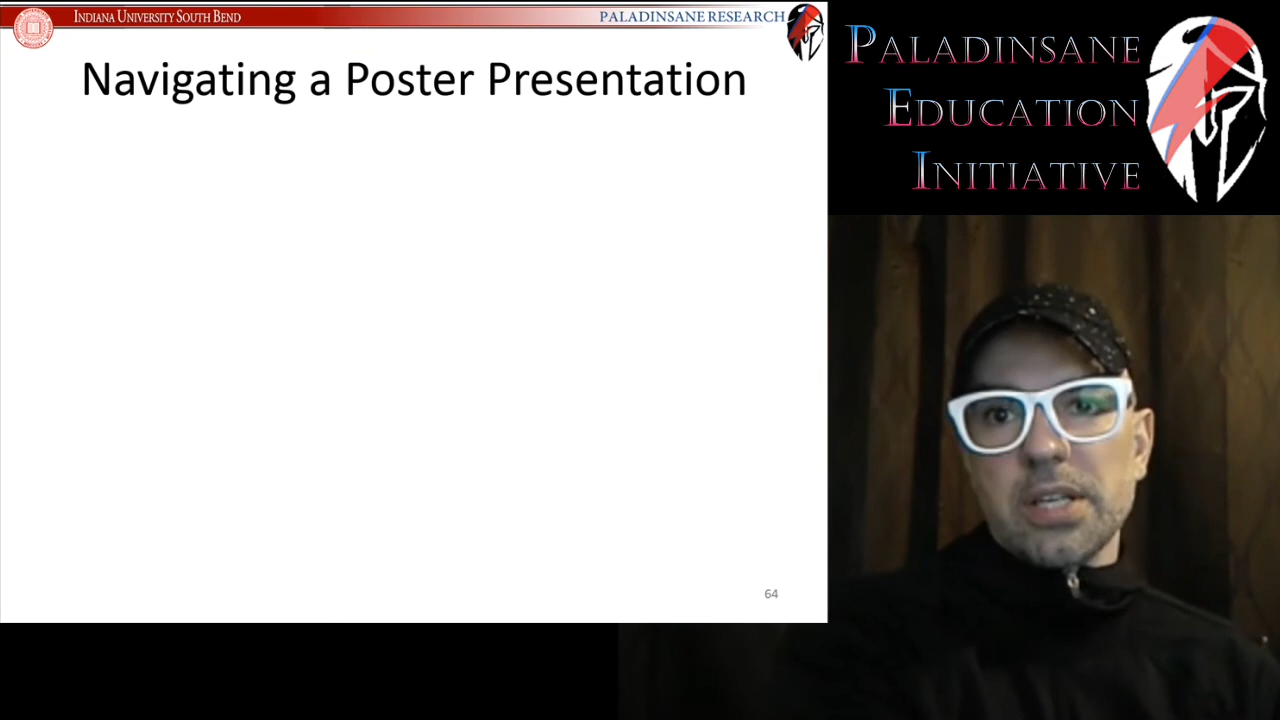 INDIANA UNIVERSITY SOUTH BEND
PALADINSANE RESEARCH
Navigating a Poster Presentation
64
PALADINSANE
EDUCATION
INITIATIVE